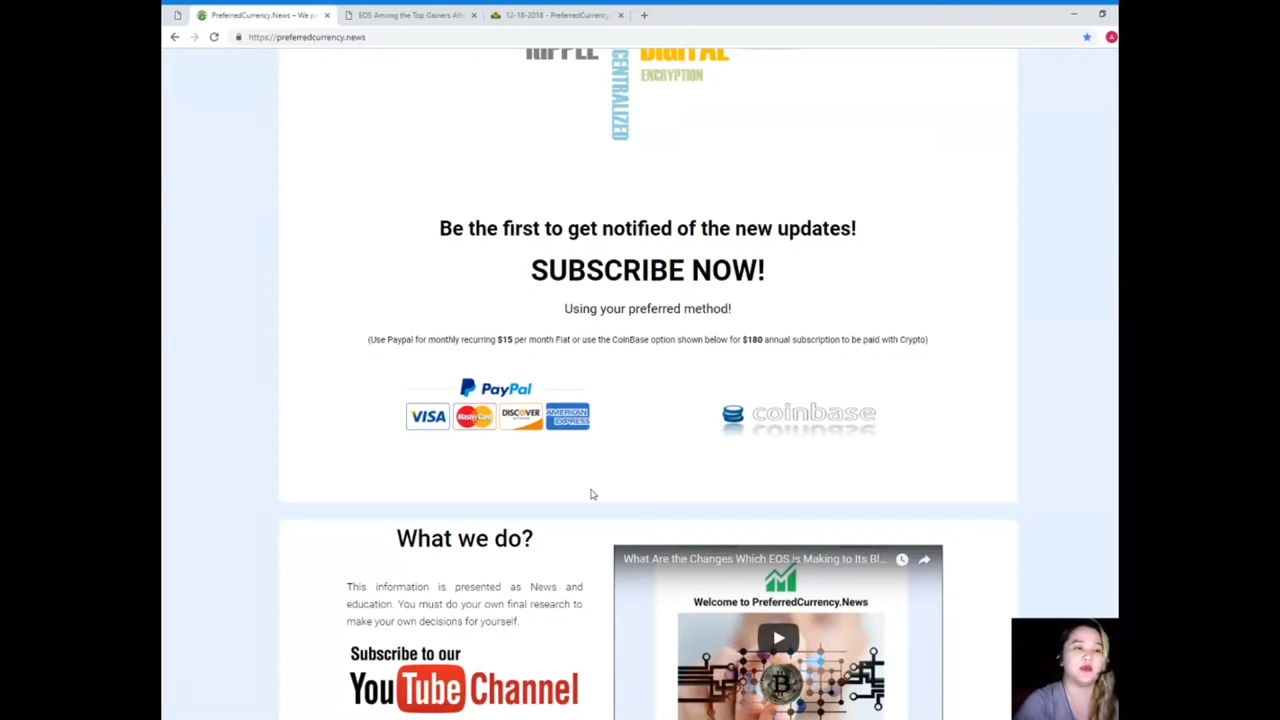 PreferredCurrency.News – We pr
EOS Among the Top Gainers Afte
12-18-2018 - PreferredCurrency.
https://preferredcurrency.news
A
RIPPLE
CENTRALIZED
DIGITAL
ENCRYPTION
Be the first to get notified of the new updates!
SUBSCRIBE NOW!
Using your preferred method!
(Use Paypal for monthly recurring $15 per month Fiat or use the CoinBase option shown below for $180 annual subscription to be paid with Crypto)
PayPal
VISA MasterCard DISCOVER AMERICAN EXPRESS
coinbase
What we do?
This information is presented as News and
education. You must do your own final research to
make your own decisions for yourself.
Subscribe to our
YouTube Channel
What Are the Changes Which EOS is Making to Its Bl...
Welcome to PreferredCurrency.News